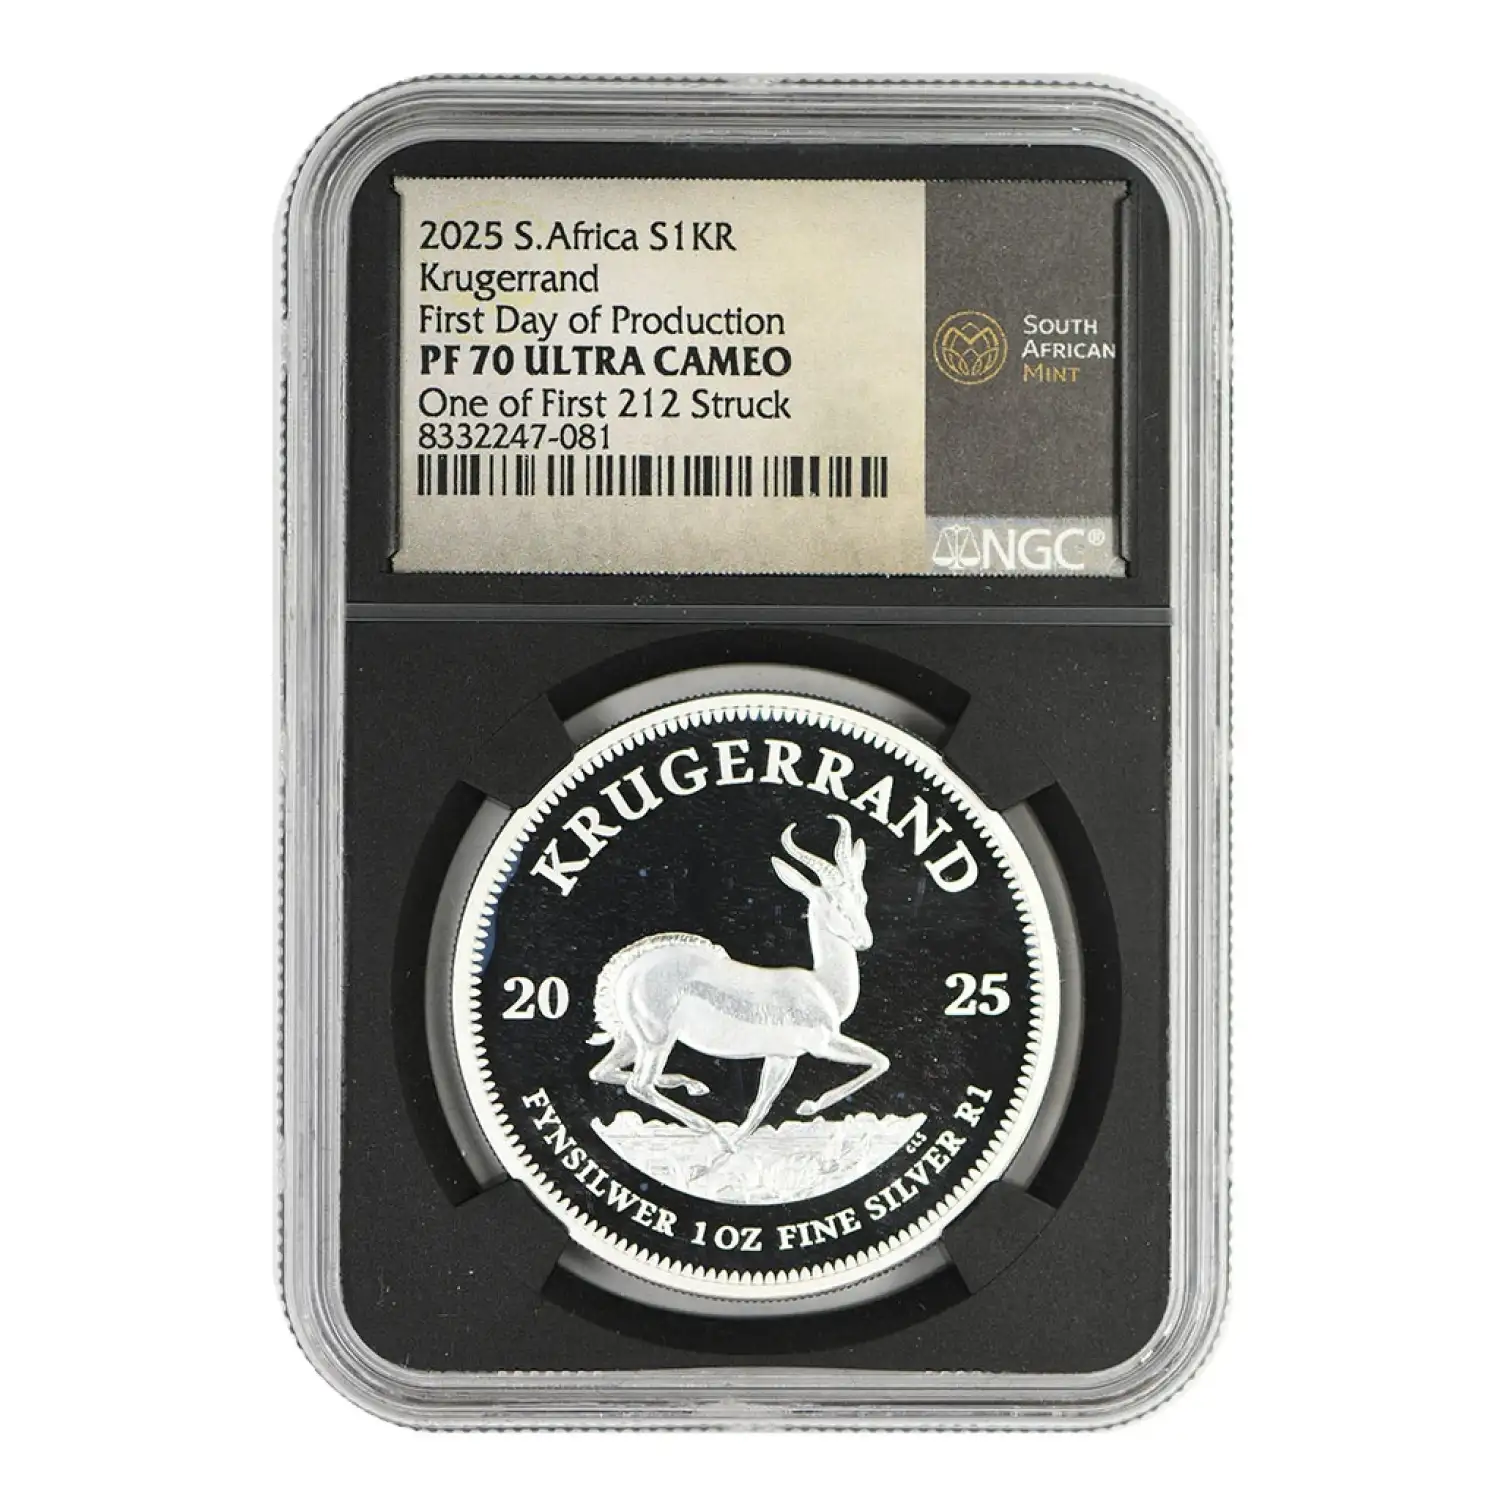 2025 S.Africa S1KR
Krugerrand
First Day of Production
PF 70 ULTRA CAMEO
One of First 212 Struck
8332247-081
SOUTH
AFRICAN
MINT
NGC®
KRUGERRAND
20 25
FYNSILWER 1 OZ FINE SILVER R1
CLS